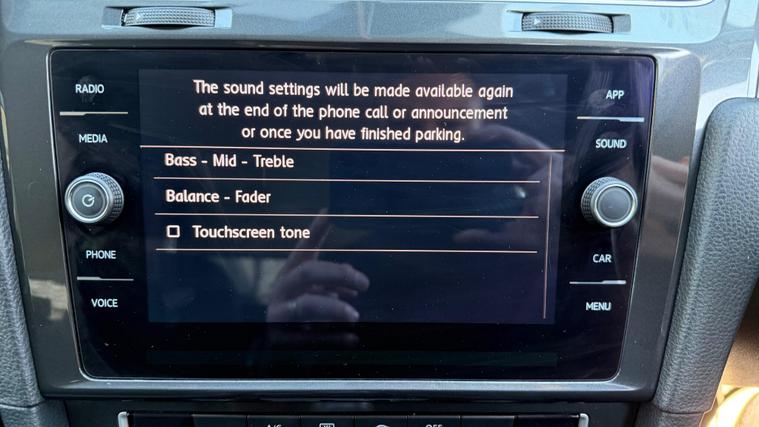 RADIO
MEDIA
PHONE
VOICE
The sound settings will be made available again
at the end of the phone call or announcement
or once you have finished parking.
Bass - Mid - Treble
Balance - Fader
Touchscreen tone
APP
SOUND
CAR
MENU
A/C
OFF